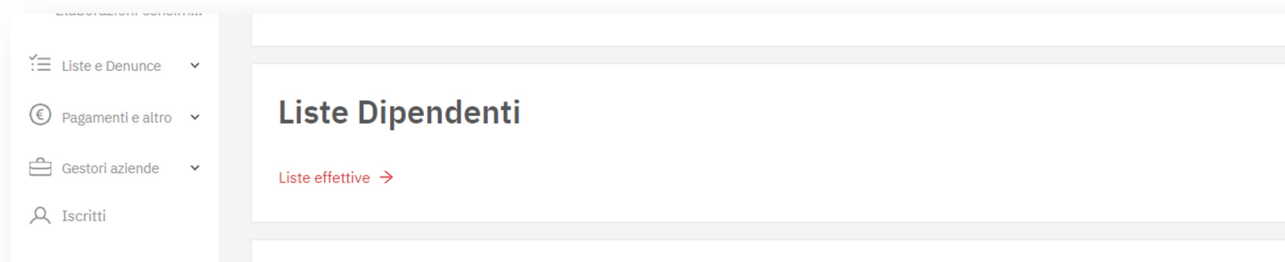 Liste e Denunce
Pagamenti e altro
Gestori aziende
Iscritti
Liste Dipendenti
Liste effettive →